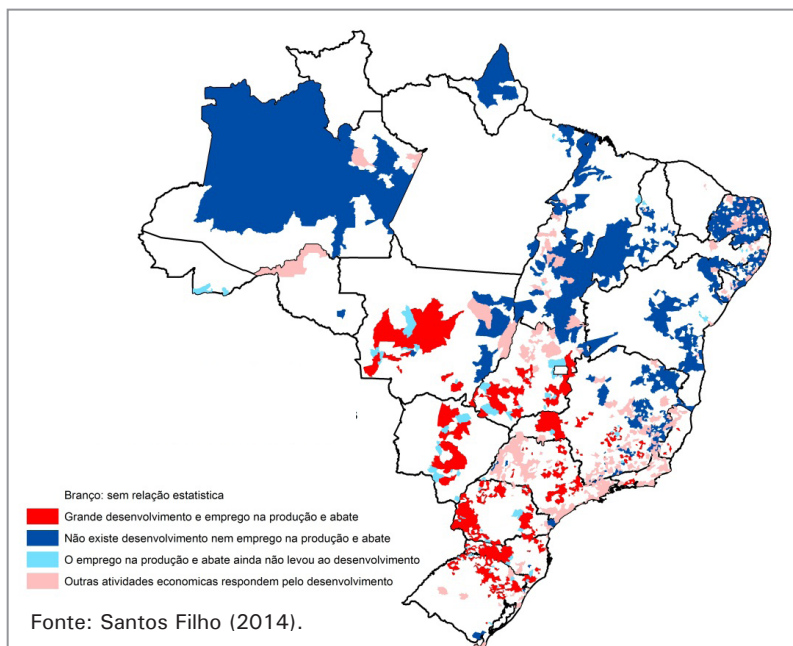 Branço: sem relação estatistica
Grande desenvolvimento e emprego na produção e abate
Não existe desenvolvimento nem emprego na produção e abate
O emprego na produção e abate ainda não levou ao desenvolvimento
Outras atividades economicas respondem pelo desenvolvimento
Fonte: Santos Filho (2014).